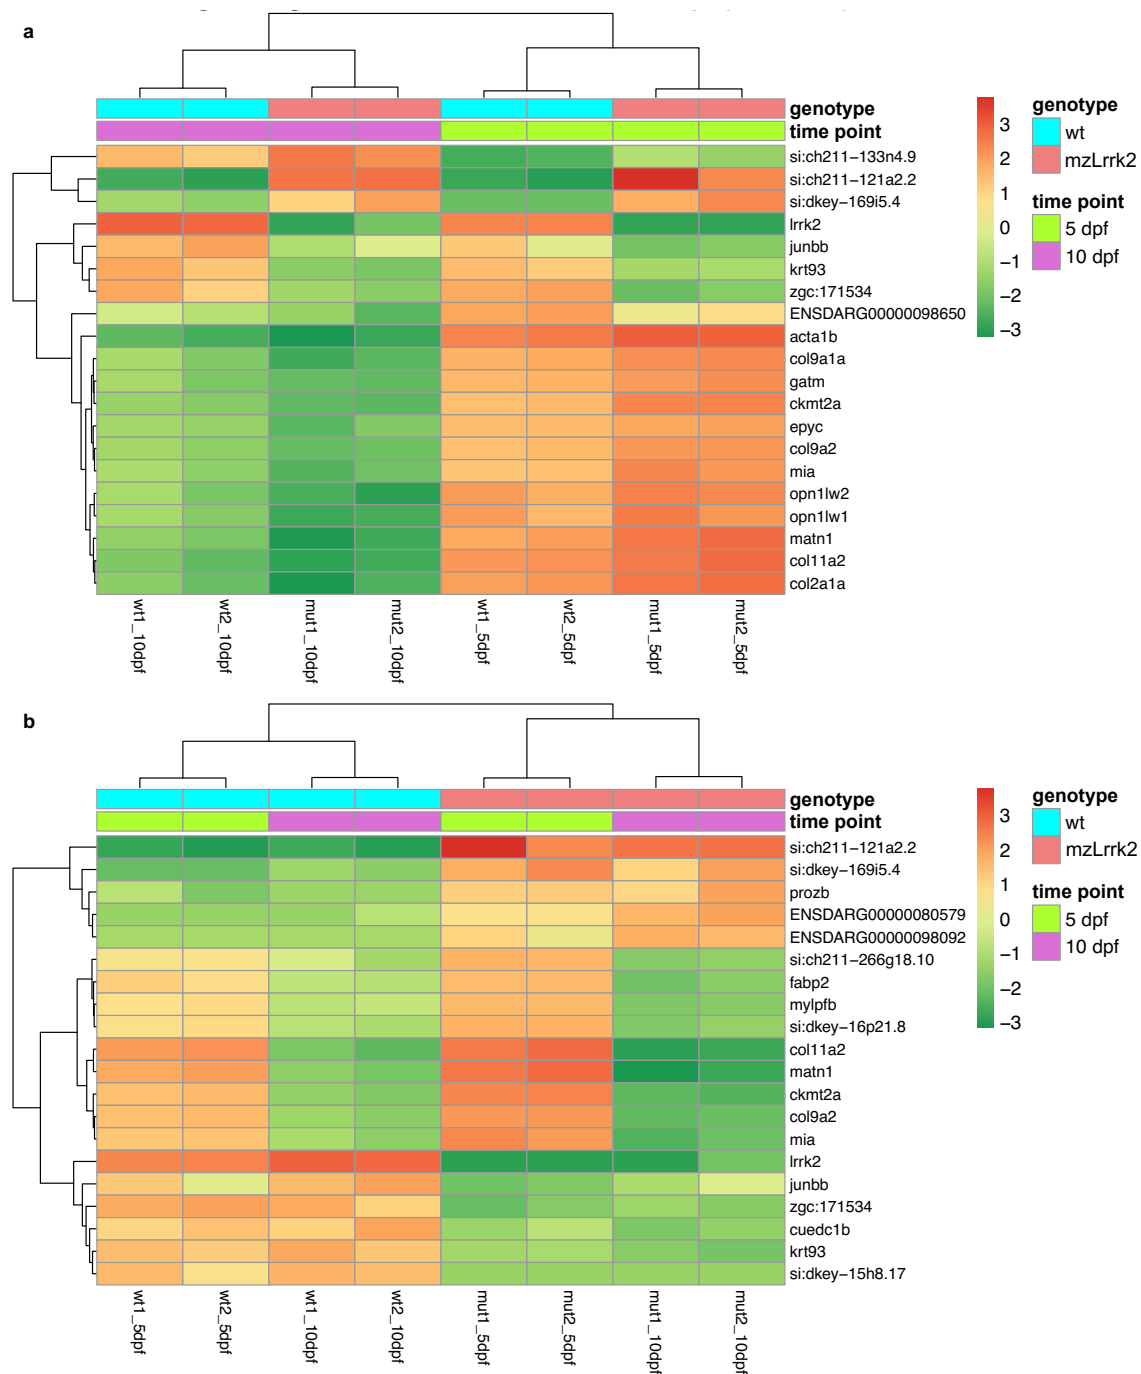 a
genotype
time point
si:ch211−133n4.9
si:ch211−121a2.2
si:dkey−169i5.4
lrrk2
junbb
krt93
zgc:171534
ENSDARG00000098650
acta1b
col9a1a
gatm
ckmt2a
epyc
col9a2
mia
opn1lw2
opn1lw1
matn1
col11a2
col2a1a
wt1_10dpf
wt2_10dpf
mut1_10dpf
mut2_10dpf
wt1_5dpf
wt2_5dpf
mut1_5dpf
mut2_5dpf
3
2
1
0
−1
−2
−3
genotype
wt
mzLrrk2
time point
5 dpf
10 dpf
b
genotype
time point
si:ch211−121a2.2
si:dkey−169i5.4
prozb
ENSDARG00000080579
ENSDARG00000098092
si:ch211−266g18.10
fabp2
mylpfb
si:dkey−16p21.8
col11a2
matn1
ckmt2a
col9a2
mia
lrrk2
junbb
zgc:171534
cuedc1b
krt93
si:dkey−15h8.17
wt1_5dpf
wt2_5dpf
wt1_10dpf
wt2_10dpf
mut1_5dpf
mut2_5dpf
mut1_10dpf
mut2_10dpf
3
2
1
0
−1
−2
−3
genotype
wt
mzLrrk2
time point
5 dpf
10 dpf